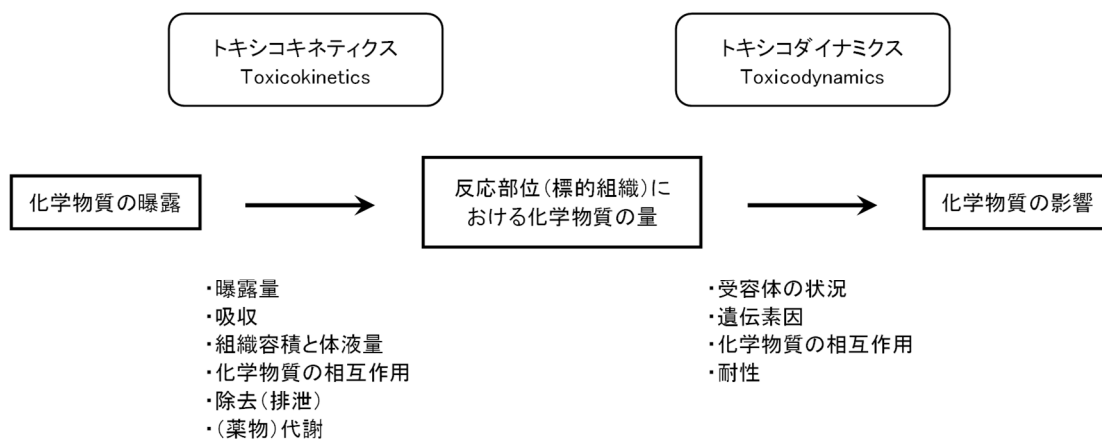 トキシコキネティクス
Toxicokinetics
トキシコダイナミクス
Toxicodynamics
化学物質の曝露
反応部位(標的組織)に
おける化学物質の量
化学物質の影響
・曝露量
・吸収
・組織容積と体液量
・化学物質の相互作用
・除去(排泄)
・(薬物)代謝
・受容体の状況
・遺伝素因
・化学物質の相互作用
・耐性